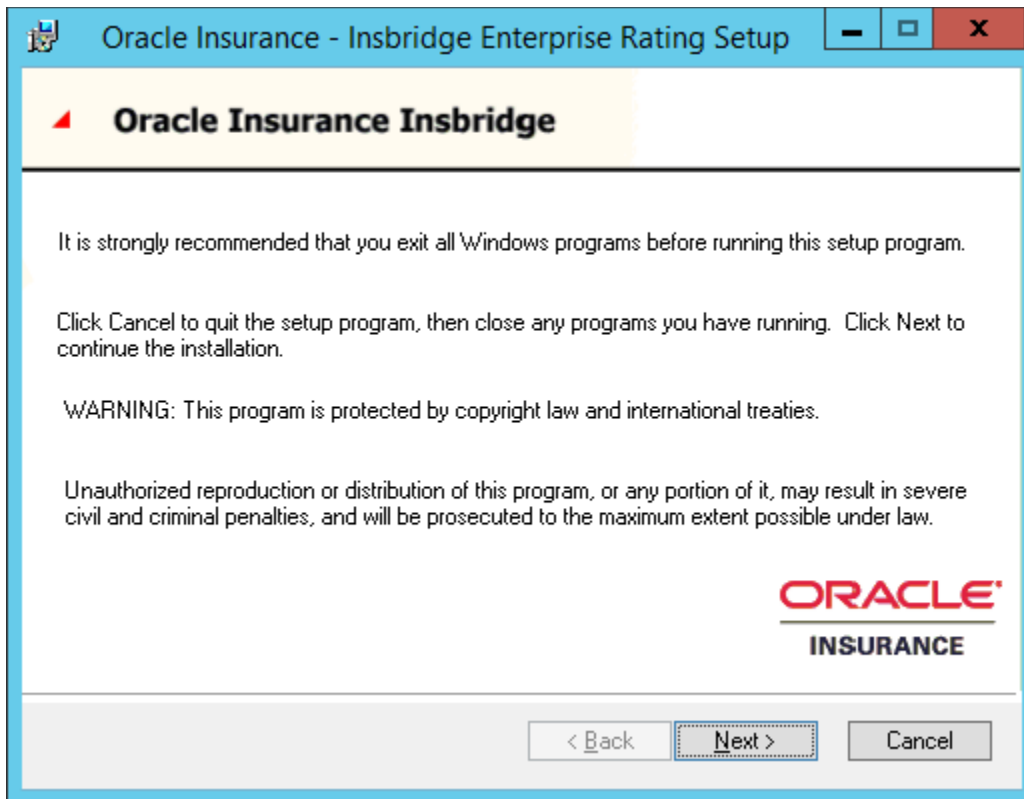 Oracle Insurance - Insbridge Enterprise Rating Setup
Oracle Insurance Insbridge
It is strongly recommended that you exit all Windows programs before running this setup program.
Click Cancel to quit the setup program, then close any programs you have running.  Click Next to
continue the installation.
WARNING: This program is protected by copyright law and international treaties.
Unauthorized reproduction or distribution of this program, or any portion of it, may result in severe
civil and criminal penalties, and will be prosecuted to the maximum extent possible under law.
ORACLE
INSURANCE
< Back Next > Cancel